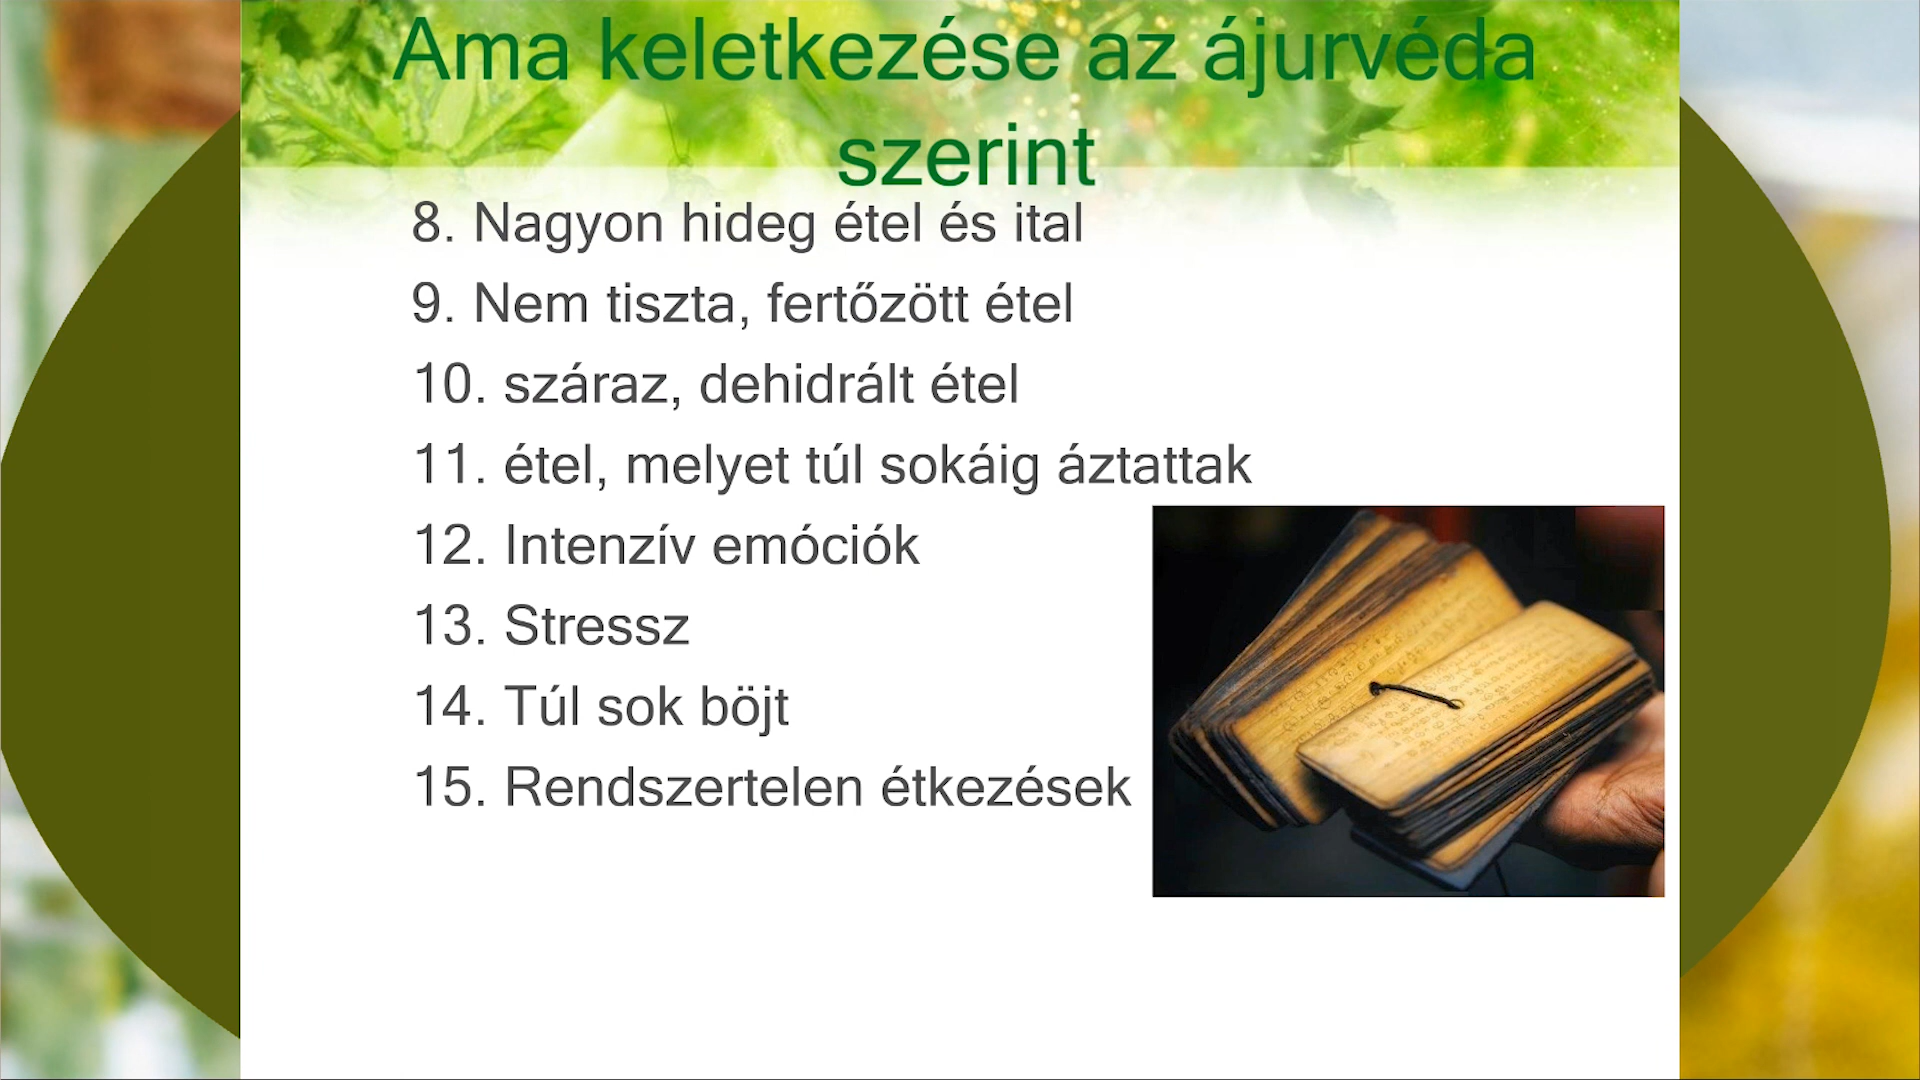 Ama keletkezése az ájurvéda
szerint
8. Nagyon hideg étel és ital
9. Nem tiszta, fertőzött étel
10. száraz, dehidrált étel
11. étel, melyet túl sokáig áztattak
12. Intenzív emóciók
13. Stressz
14. Túl sok böjt
15. Rendszertelen étkezések